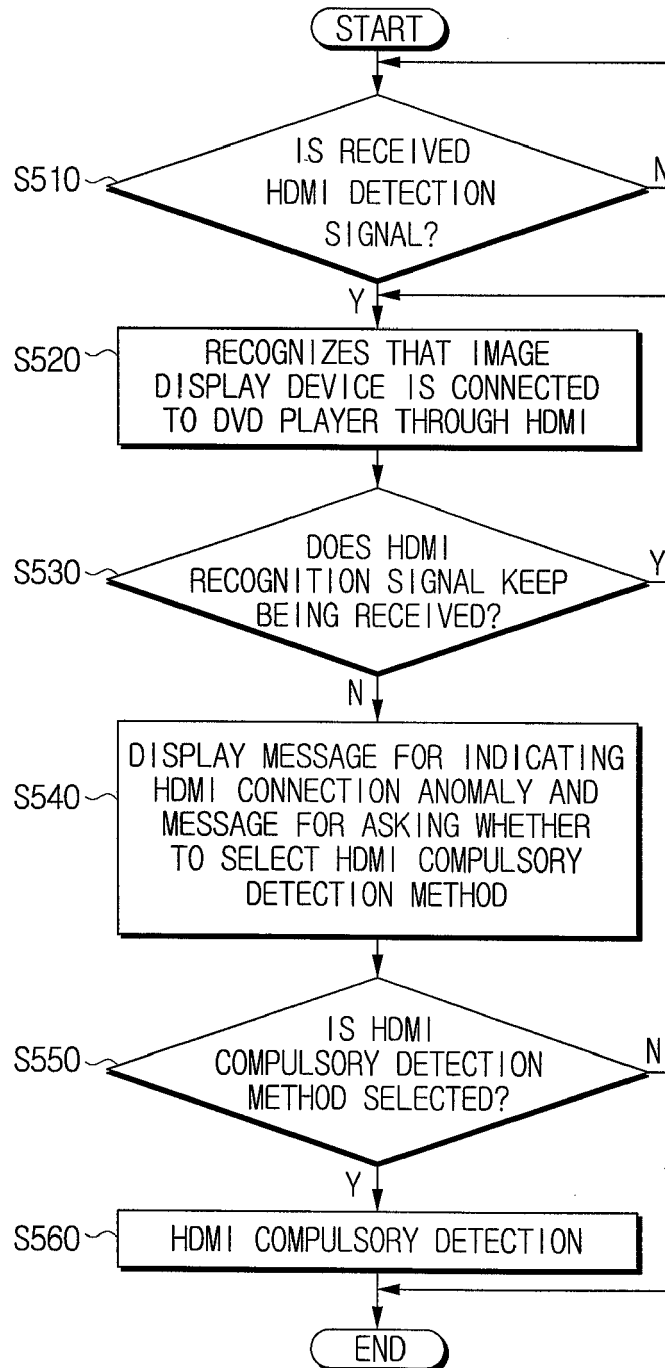 START
IS RECEIVED
HDMI DETECTION
SIGNAL?
S510
N
Y
S520
RECOGNIZES THAT IMAGE
DISPLAY DEVICE IS CONNECTED
TO DVD PLAYER THROUGH HDMI
S530
DOES HDMI
RECOGNITION SIGNAL KEEP
BEING RECEIVED?
Y
N
S540
DISPLAY MESSAGE FOR INDICATING
HDMI CONNECTION ANOMALY AND
MESSAGE FOR ASKING WHETHER
TO SELECT HDMI COMPULSORY
DETECTION METHOD
S550
IS HDMI
COMPULSORY DETECTION
METHOD SELECTED?
N
Y
S560
HDMI COMPULSORY DETECTION
END